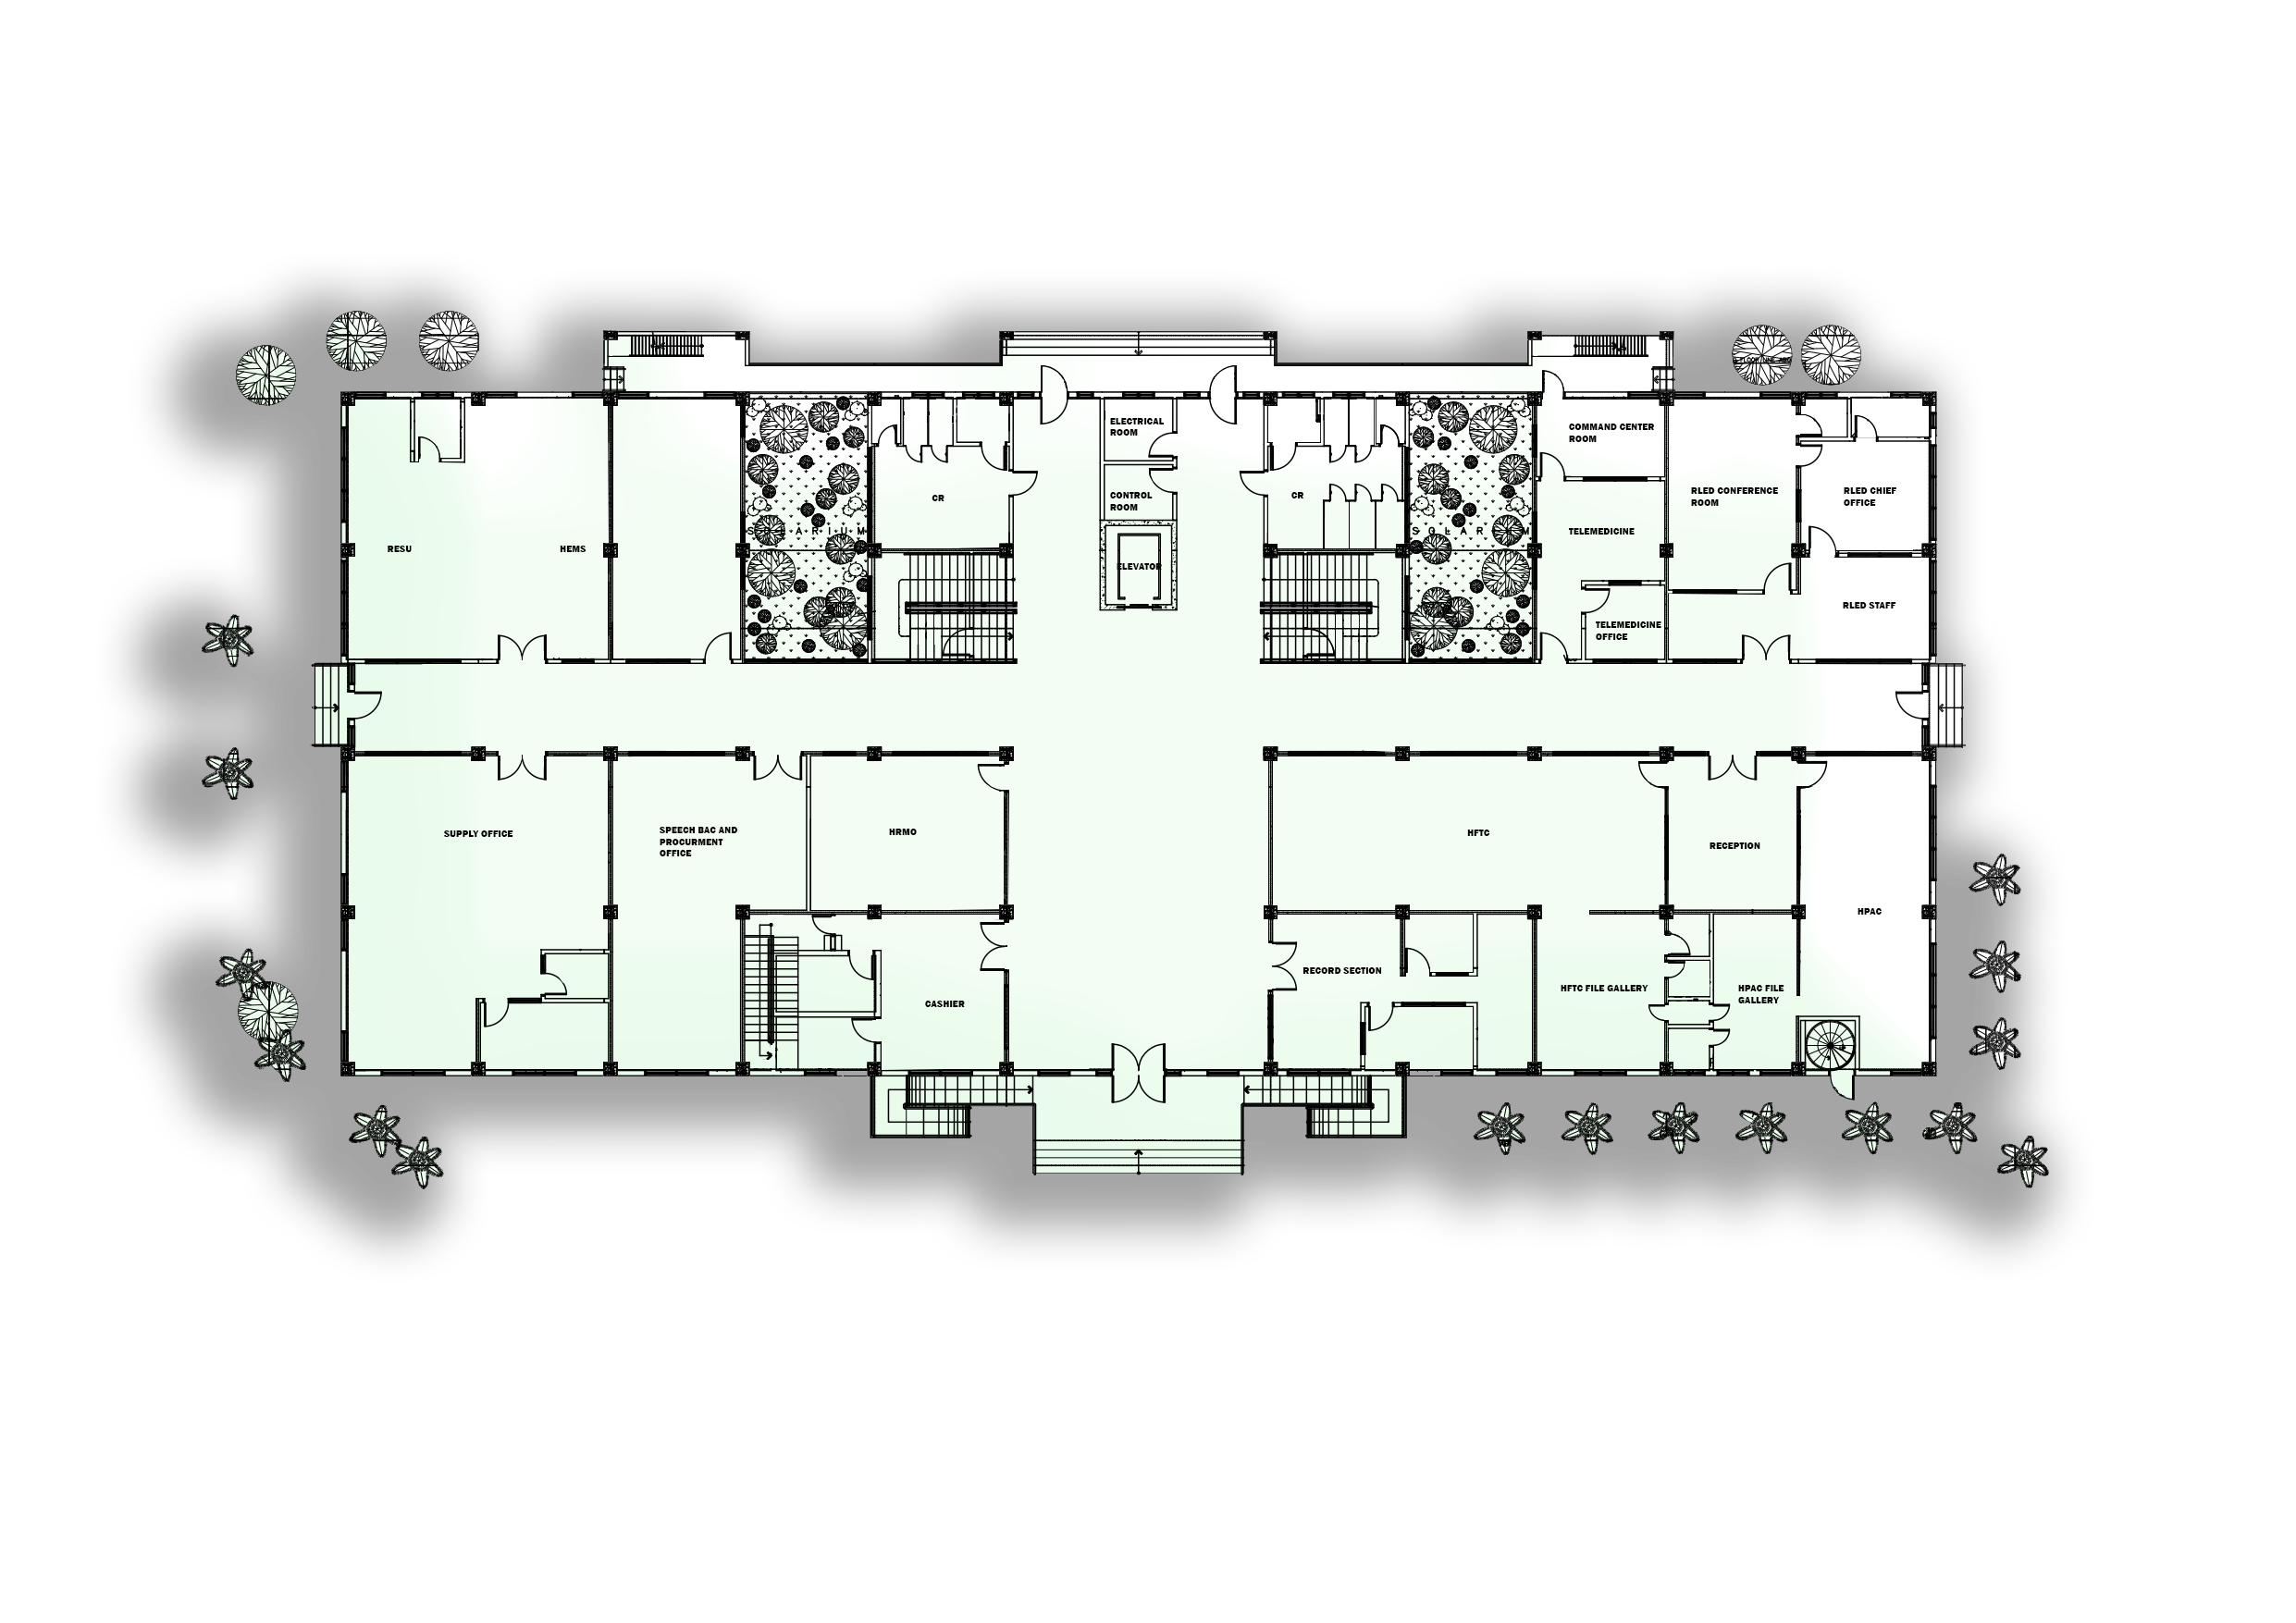 ELECTRICAL
ROOM
COMMAND CENTER
ROOM
CR
CONTROL
ROOM
CR
RLED CONFERENCE
ROOM
RLED CHIEF
OFFICE
SOLARIUM
SOLARIUM
TELEMEDICINE
RESU
HEMS
ELEVATOR
RLED STAFF
TELEMEDICINE
OFFICE
SUPPLY OFFICE
SPEECH BAC AND
PROCURMENT
OFFICE
HRMO
HFTC
RECEPTION
HPAC
RECORD SECTION
HFTC FILE GALLERY
HPAC FILE
GALLERY
CASHIER